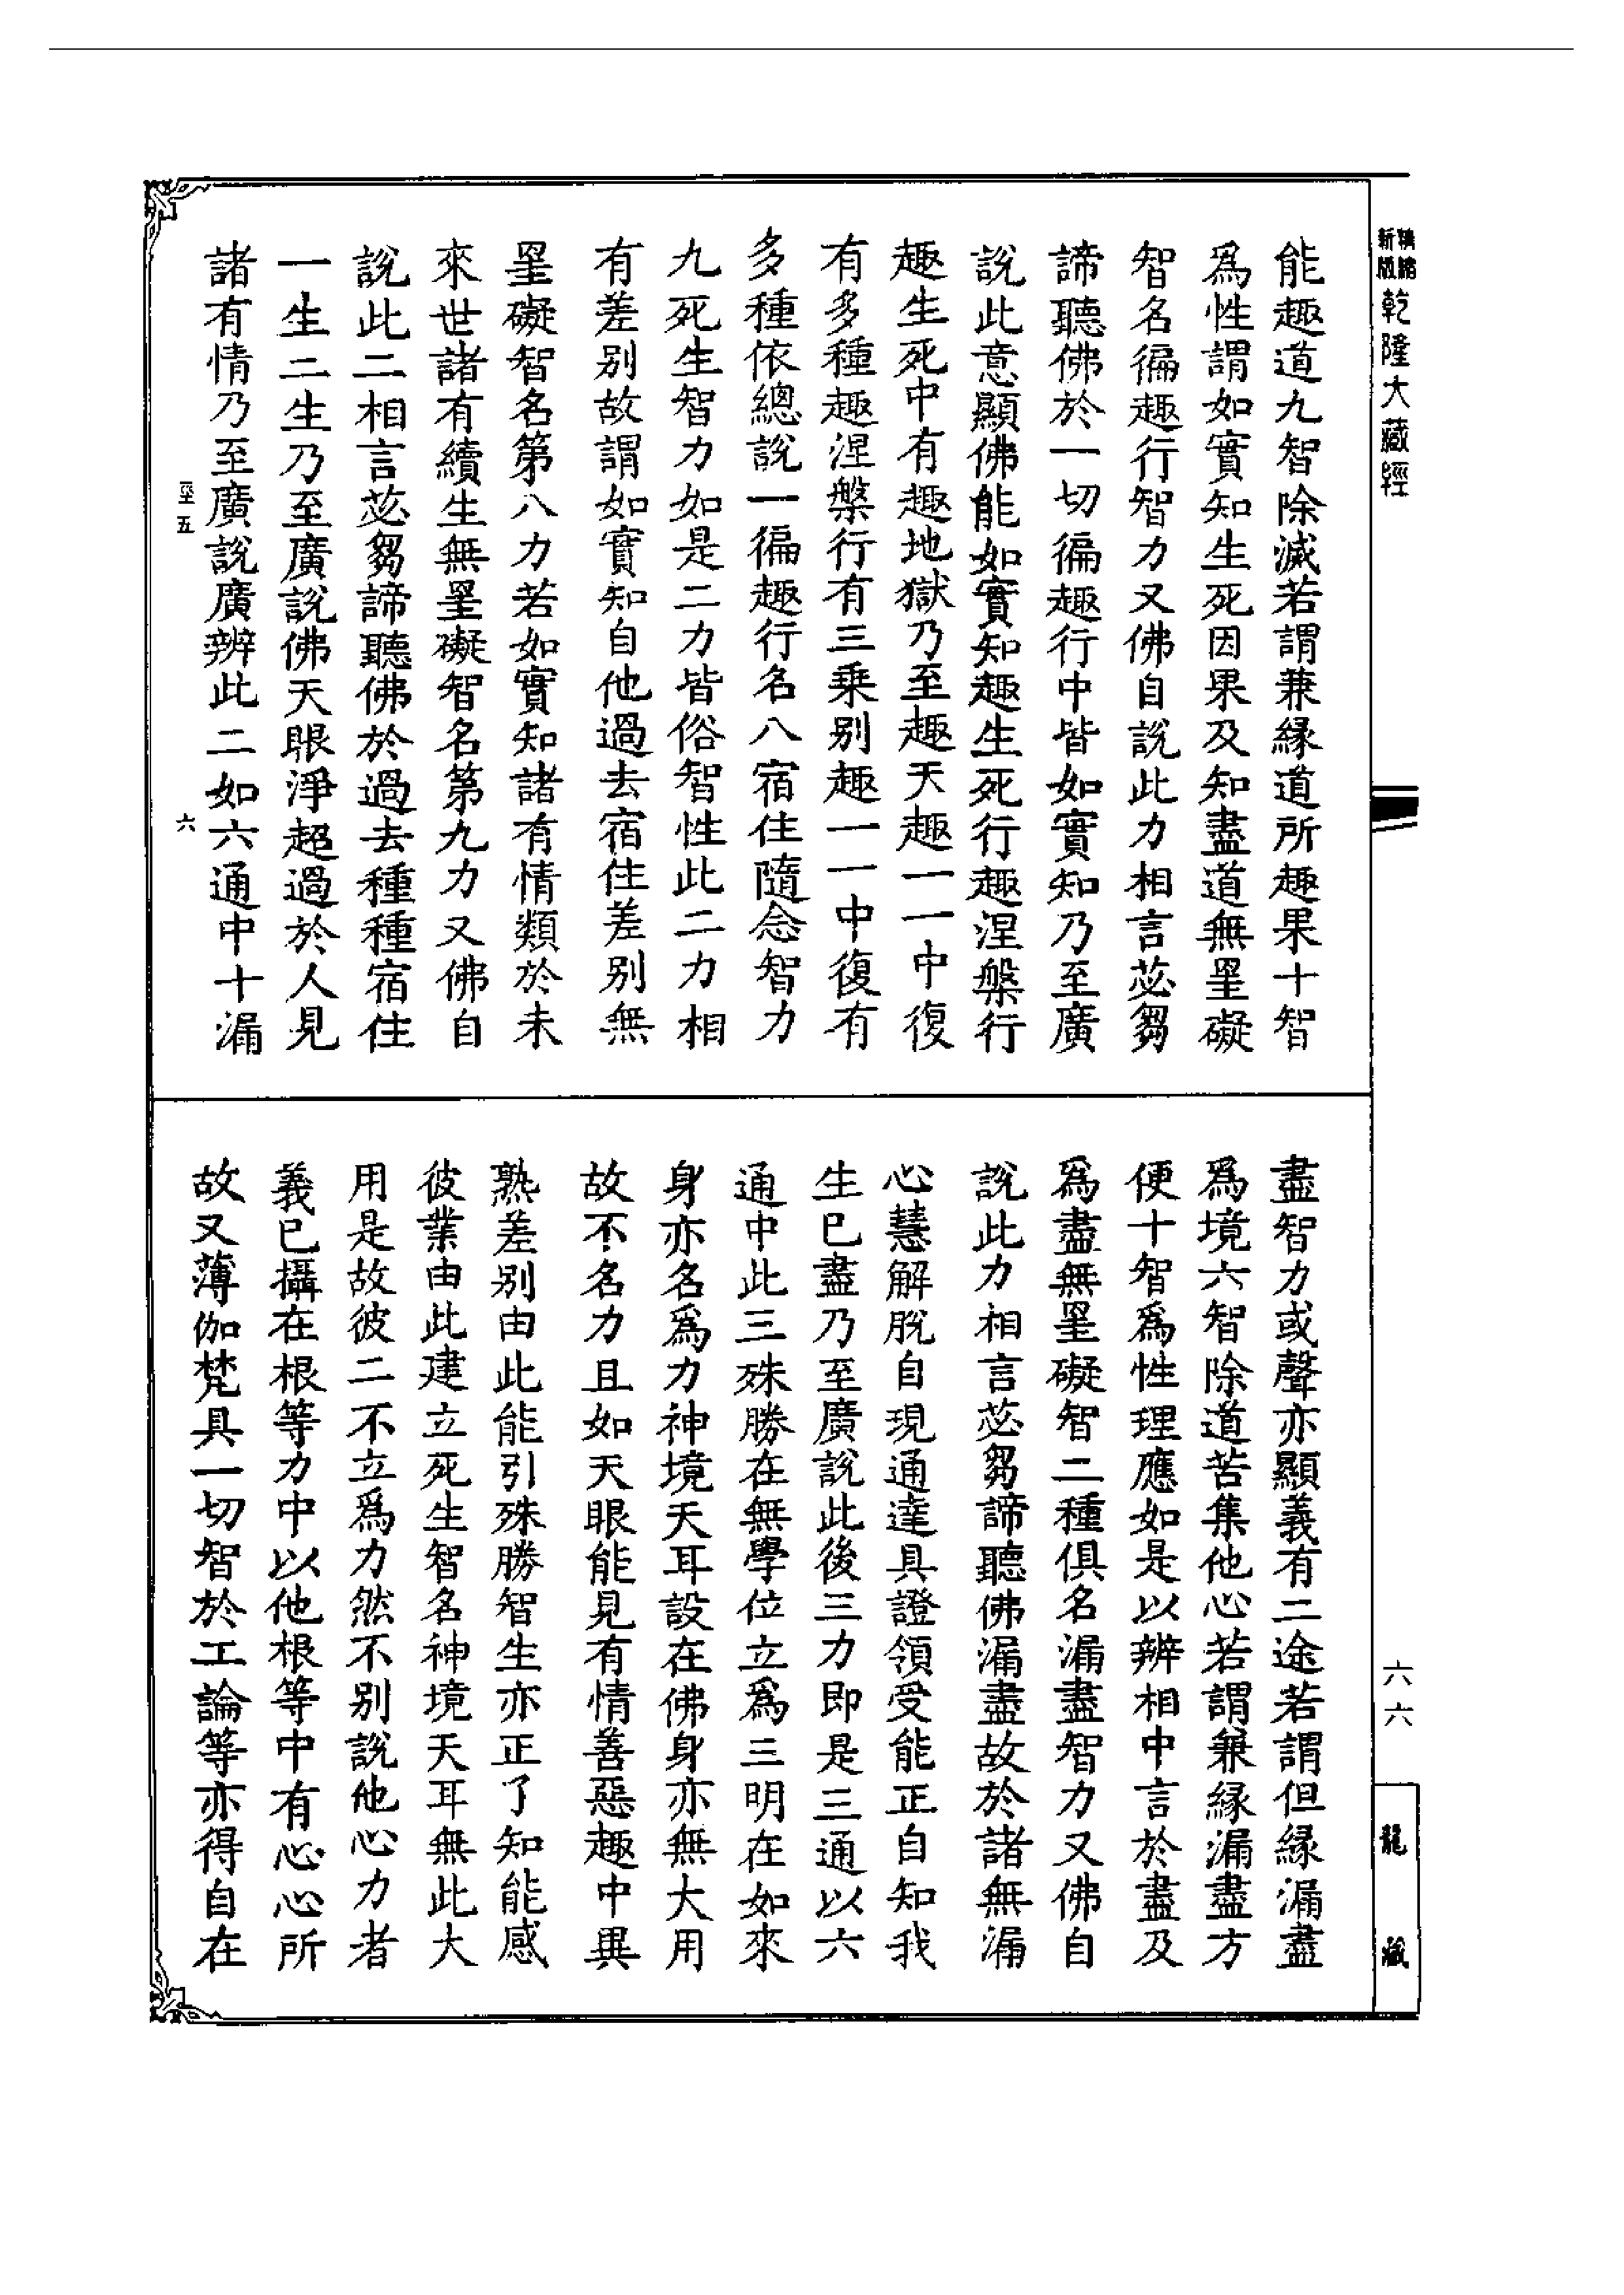 新縮乾隆大藏經
能趣道九智除滅若謂兼緣道所趣果十智
爲性謂如實知生死因果及知盡道無罣礙
智名徧趣行智力又佛自說此力相言苾芻
諦聽佛於一切徧趣行中皆如實知乃至廣
說此意顯佛能如實知趣生死行趣涅槃行
趣生死中有趣地獄乃至趣天趣一一中復
有多種趣涅槃行有三乘别趣一一中復有
多種依總說一徧趣行名八宿住隨念智力
九死生智力如是二力皆俗智性此二力相
有差别故謂如實知自他過去宿住差别無
罣礙智名第八力若如實知諸有情類於未
來世諸有續生無罣礙智名第九力又佛自
說此二相言苾芻諦聽佛於過去種種宿住
一生二生乃至廣說佛天眼淨超過於人見
諸有情乃至廣說廣辨此二如六通中十漏
五
六
盡智力或聲亦顯義有二途若謂但緣漏盡
爲境六智除道苦集他心若謂兼緣漏盡方
便十智爲性理應如是以辨相中言於盡及
爲盡無罣礙智二種俱名漏盡智力又佛自
說此力相言苾芻諦聽佛漏盡故於諸無漏
心慧解脫自現通達具證領受能正自知我
生已盡乃至廣說此後三力即是三通以六
通中此三殊勝在無學位立爲三明在如來
身亦名爲力神境天耳設在佛身亦無大用
故不名力且如天眼能見有情善惡趣中異
熟差别由此能引殊勝智生亦正了知能感
彼業由此建立死生智名神境天耳無此大
用是故彼二不立爲力然不别說他心力者
義已攝在根等力中以他根等中有心心所
故又薄伽梵具一切智於工論等亦得自在
六六
龍藏